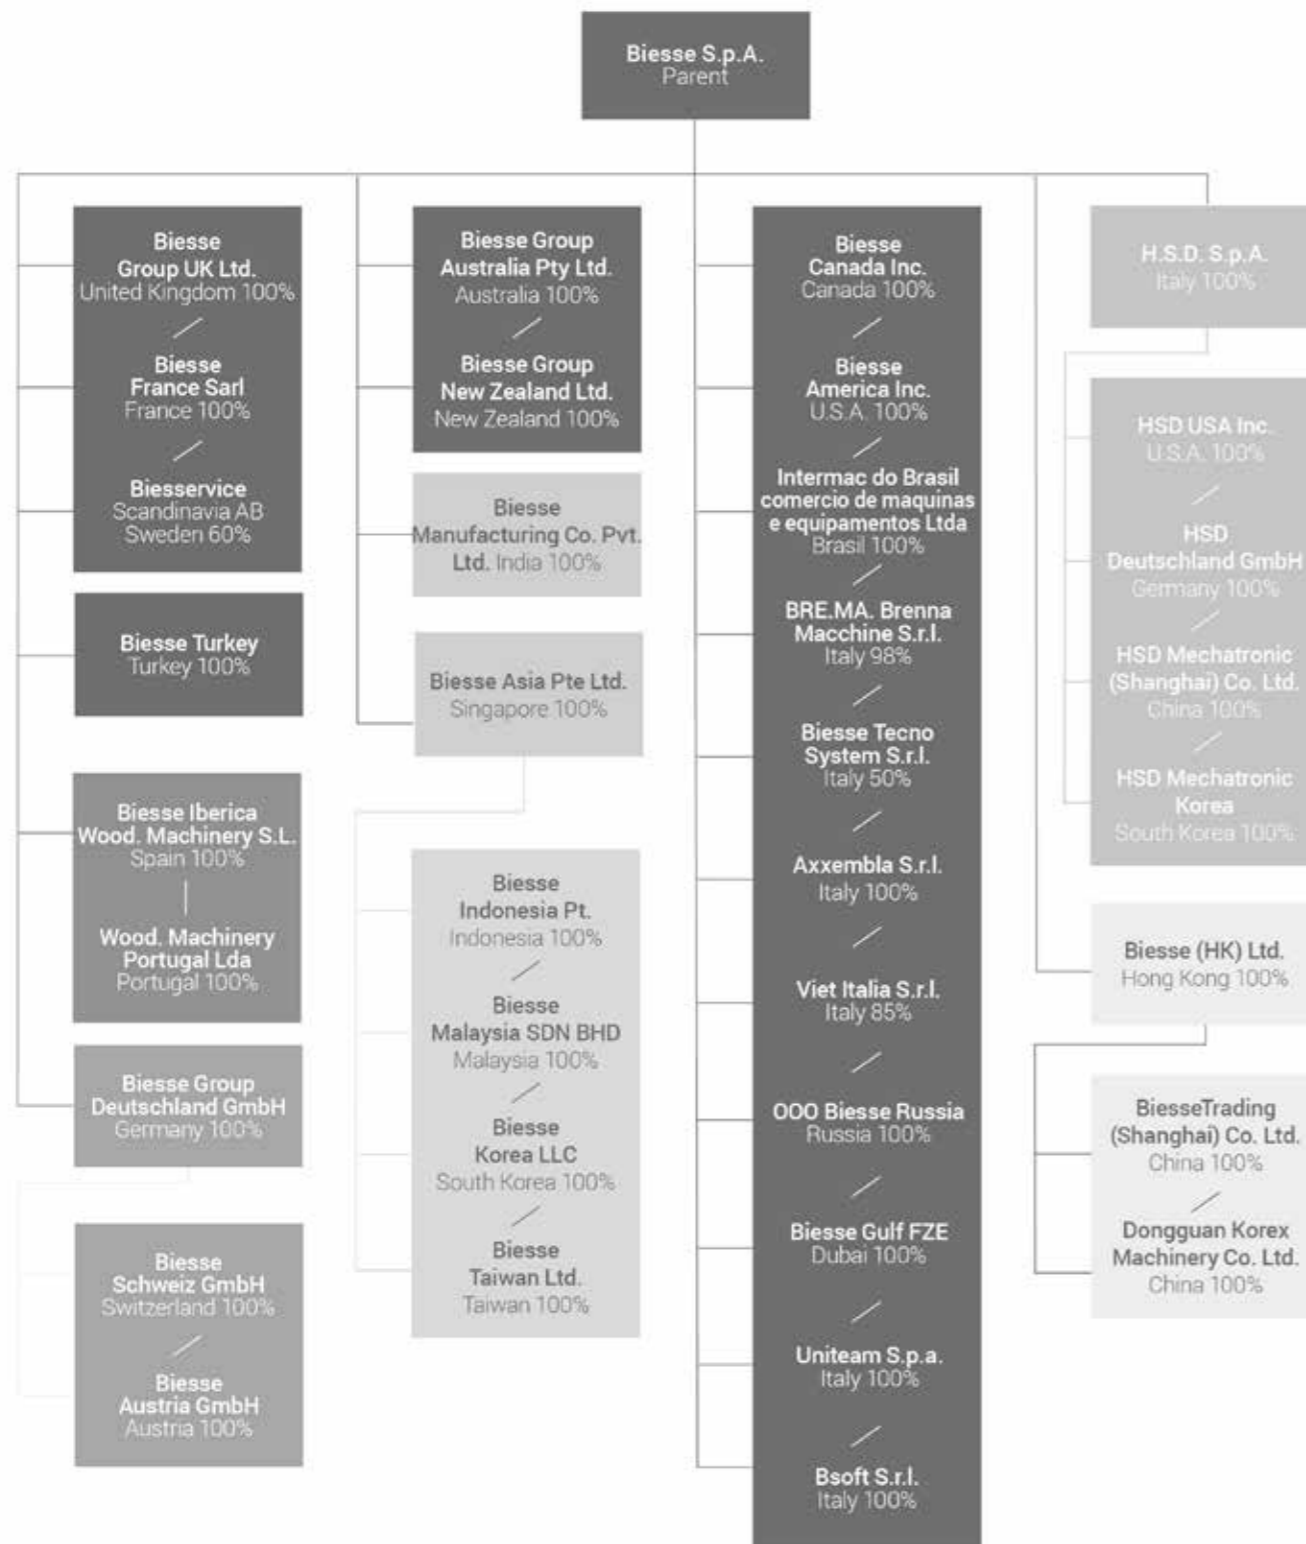 Biesse S.p.A.
Parent
Biesse
Group UK Ltd.
United Kingdom 100%
Biesse
France Sarl
France 100%
Biesservice
Scandinavia AB
Sweden 60%
Biesse Turkey
Turkey 100%
Biesse Iberica
Wood. Machinery S.L.
Spain 100%
Wood. Machinery
Portugal Lda
Portugal 100%
Biesse Group
Deutschland GmbH
Germany 100%
Biesse
Schweiz GmbH
Switzerland 100%
Biesse
Austria GmbH
Austria 100%
Biesse Group
Australia Pty Ltd.
Australia 100%
Biesse Group
New Zealand Ltd.
New Zealand 100%
Biesse
Manufacturing Co. Pvt.
Ltd. India 100%
Biesse Asia Pte Ltd.
Singapore 100%
Biesse
Indonesia Pt.
Indonesia 100%
Biesse
Malaysia SDN BHD
Malaysia 100%
Biesse
Korea LLC
South Korea 100%
Biesse
Taiwan Ltd.
Taiwan 100%
Biesse
Canada Inc.
Canada 100%
Biesse
America Inc.
U.S.A. 100%
Intermac do Brasil
comercio de maquinas
e equipamentos Ltda
Brasil 100%
BRE.MA. Brenna
Macchine S.r.l.
Italy 98%
Biesse Tecno
System S.r.l.
Italy 50%
Axxembla S.r.l.
Italy 100%
Viet Italia S.r.l.
Italy 85%
OOO Biesse Russia
Russia 100%
Biesse Gulf FZE
Dubai 100%
Uniteam S.p.a.
Italy 100%
Bsoft S.r.l.
Italy 100%
H.S.D. S.p.A.
Italy 100%
HSD USA Inc.
U.S.A. 100%
HSD
Deutschland GmbH
Germany 100%
HSD Mechatronic
(Shanghai) Co. Ltd.
China 100%
HSD Mechatronic
Korea
South Korea 100%
Biesse (HK) Ltd.
Hong Kong 100%
BiesseTrading
(Shanghai) Co. Ltd.
China 100%
Dongguan Korex
Machinery Co. Ltd.
China 100%